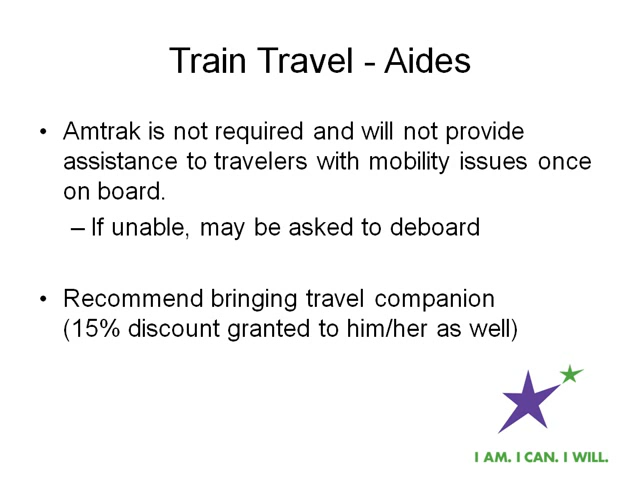 Train Travel - Aides
• Amtrak is not required and will not provide
assistance to travelers with mobility issues once
on board.
– If unable, may be asked to deboard
• Recommend bringing travel companion
(15% discount granted to him/her as well)
I AM. I CAN. I WILL.